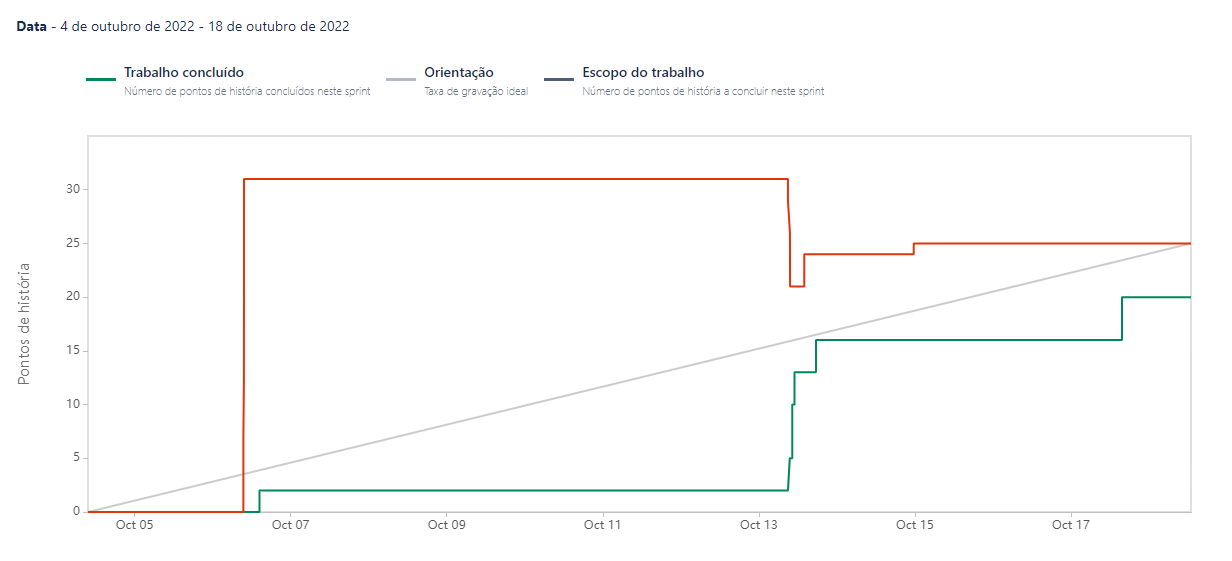 Data - 4 de outubro de 2022 - 18 de outubro de 2022
Trabalho concluído
Número de pontos de história concluídos neste sprint
Orientação
Taxa de gravação ideal
Escopo do trabalho
Número de pontos de história a concluir neste sprint
Pontos de história
30
25
20
15
10
5
0
Oct 05
Oct 07
Oct 09
Oct 11
Oct 13
Oct 15
Oct 17